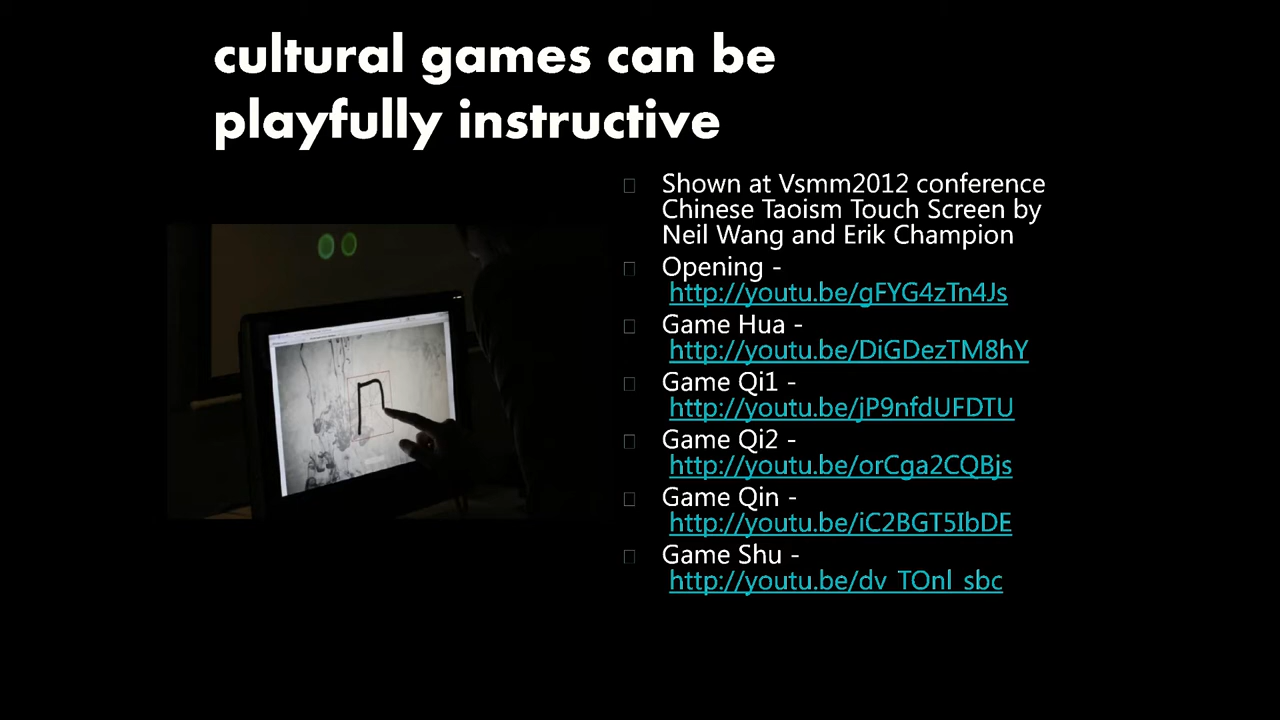 cultural games can be
playfully instructive
Shown at Vsmm2012 conference
Chinese Taoism Touch Screen by
Neil Wang and Erik Champion
Opening -
http://youtu.be/gFYG4zTn4Js
Game Hua -
http://youtu.be/DiGDezTM8hY
Game Qi1 -
http://youtu.be/jP9nfdUFDTU
Game Qi2 -
http://youtu.be/orCga2CQBjs
Game Qin -
http://youtu.be/iC2BGT5IbDE
Game Shu -
http://youtu.be/dv_TOnl_sbc